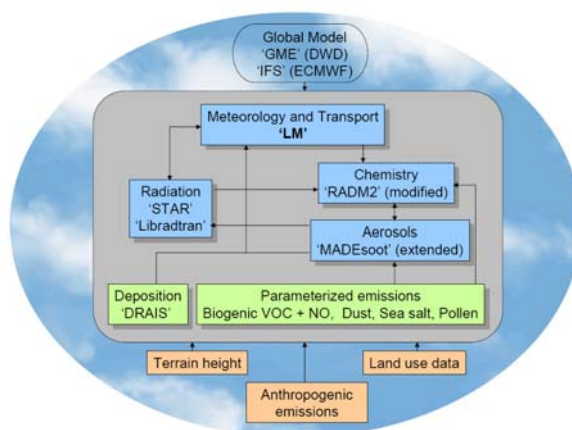 Global Model
'GME' (DWD)
'IFS' (ECMWF)
Meteorology and Transport
'LM'
Chemistry
'RADM2' (modified)
Radiation
'STAR'
'Libradtran'
Aerosols
'MADEsoot' (extended)
Deposition
'DRAIS'
Parameterized emissions
Biogenic VOC + NO, Dust, Sea salt, Pollen
Terrain height
Land use data
Anthropogenic
emissions